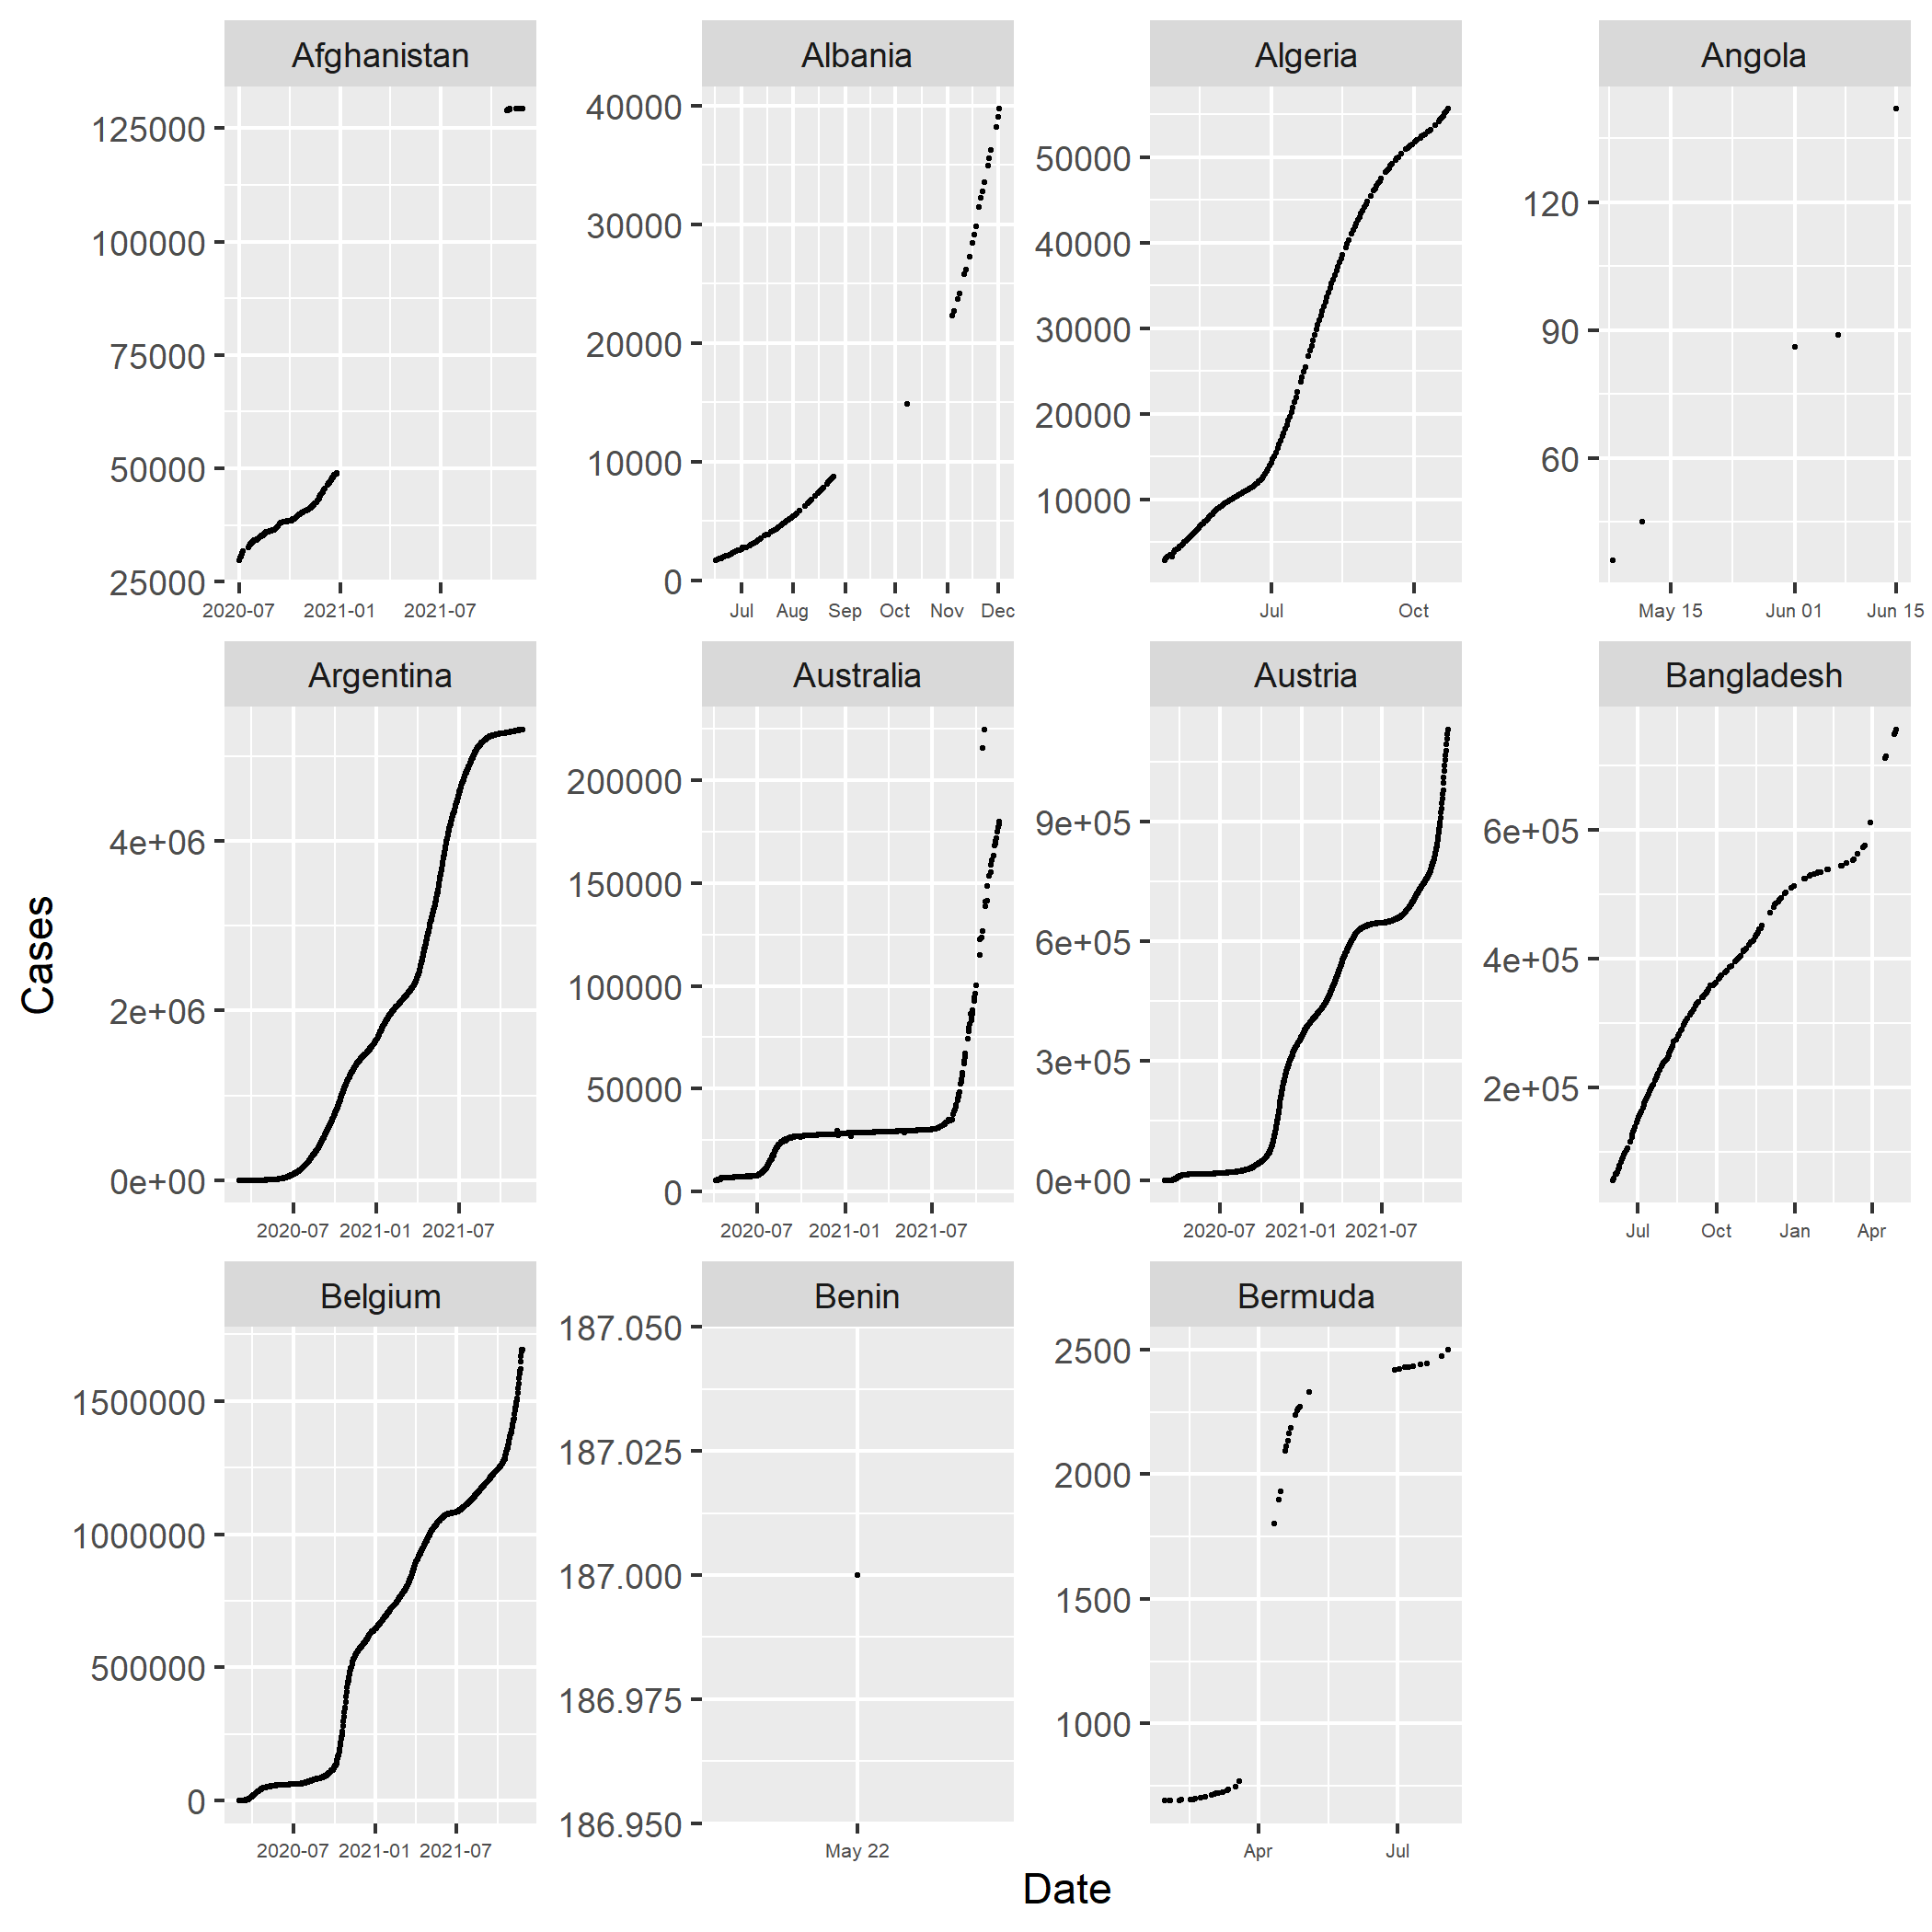 Afghanistan Albania Algeria Angola
125000
100000
75000
50000
25000
2020-07 2021-01 2021-07
40000
30000
20000
10000
0
Jul Aug Sep Oct Nov Dec
50000
40000
30000
20000
10000
Jul Oct
120
90
60
May 15 Jun 01 Jun 15
Argentina Australia Austria Bangladesh
4e+06
2e+06
0e+00
2020-07 2021-01 2021-07
200000
150000
100000
50000
0
2020-07 2021-01 2021-07
9e+05
6e+05
3e+05
0e+00
2020-07 2021-01 2021-07
6e+05
4e+05
2e+05
Jul Oct Jan Apr
Belgium Benin Bermuda
1500000
1000000
500000
0
2020-07 2021-01 2021-07
187.050
187.025
187.000
186.975
186.950
May 22
2500
2000
1500
1000
Apr Jul
Cases
Date